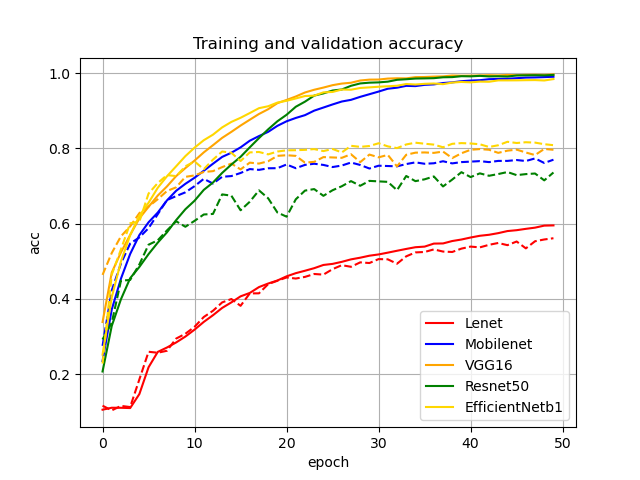 Training and validation accuracy
acc
1.0
0.8
0.6
0.4
0.2
0
10
20
30
40
50
epoch
Lenet
Mobilenet
VGG16
Resnet50
EfficientNetb1